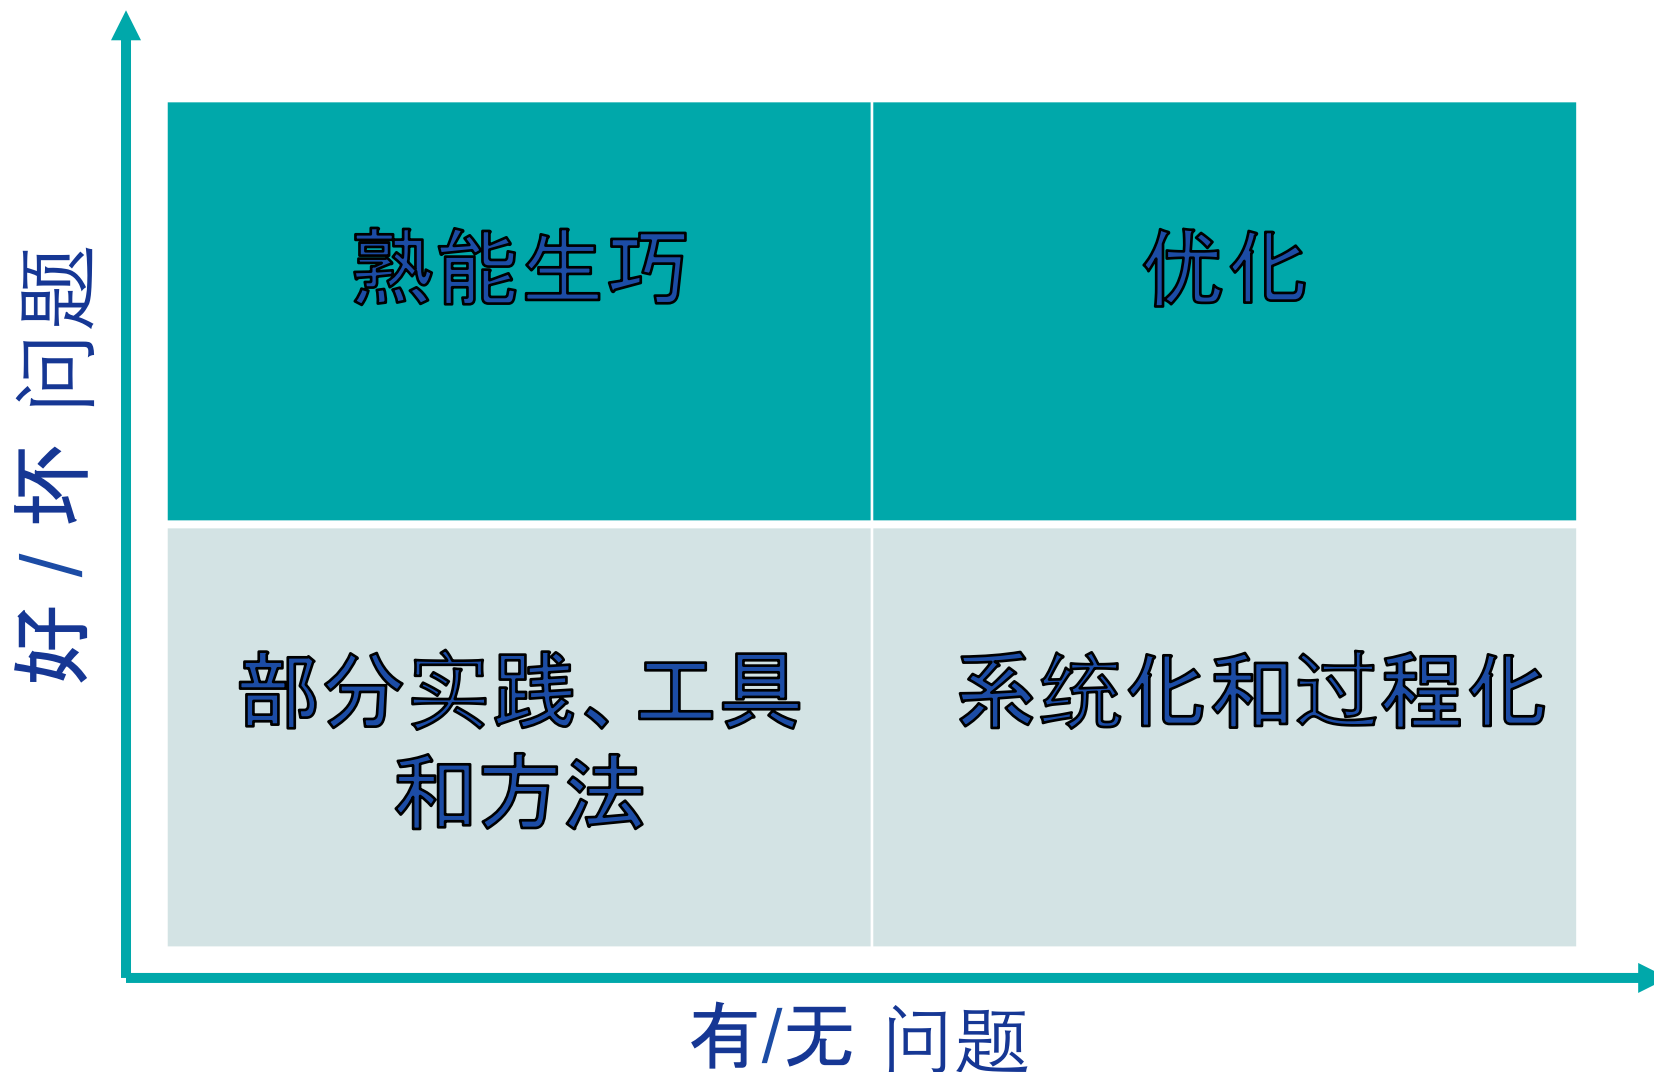 好 / 坏 问题
熟能生巧
优化
部分实践、工具
和方法
系统化和过程化
有/无 问题